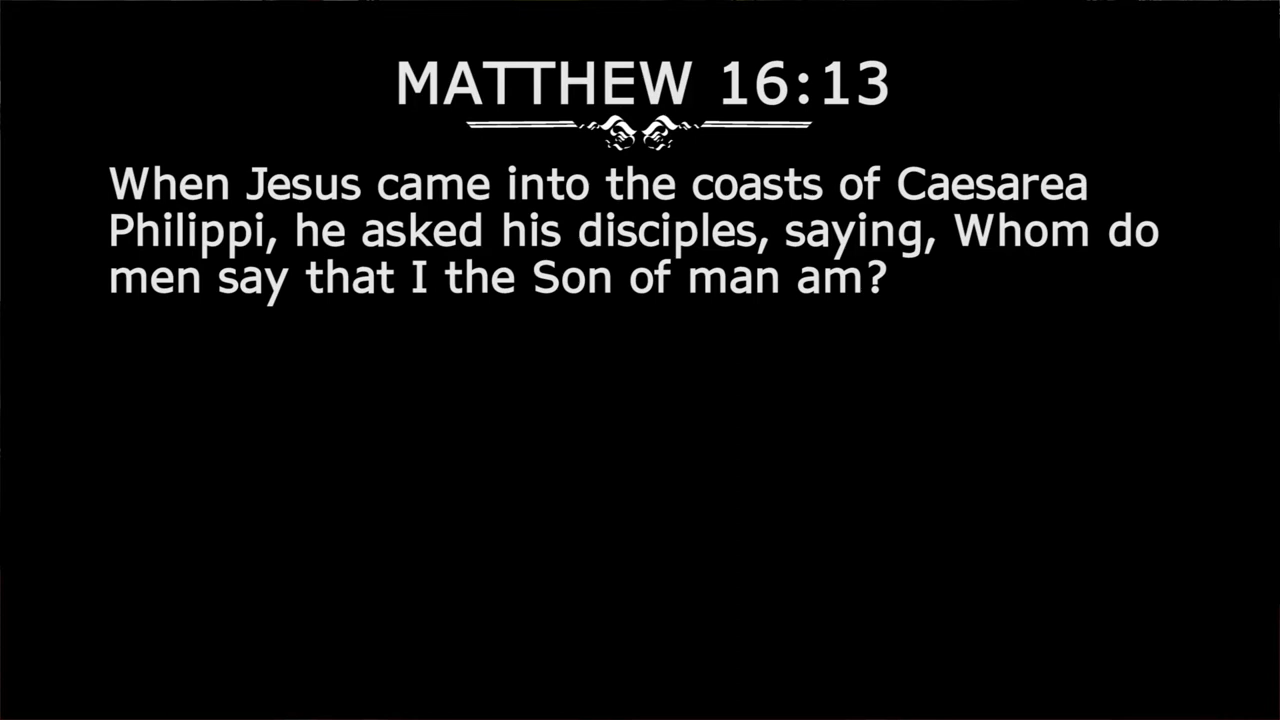 MATTHEW 16:13
When Jesus came into the coasts of Caesarea
Philippi, he asked his disciples, saying, Whom do
men say that I the Son of man am?